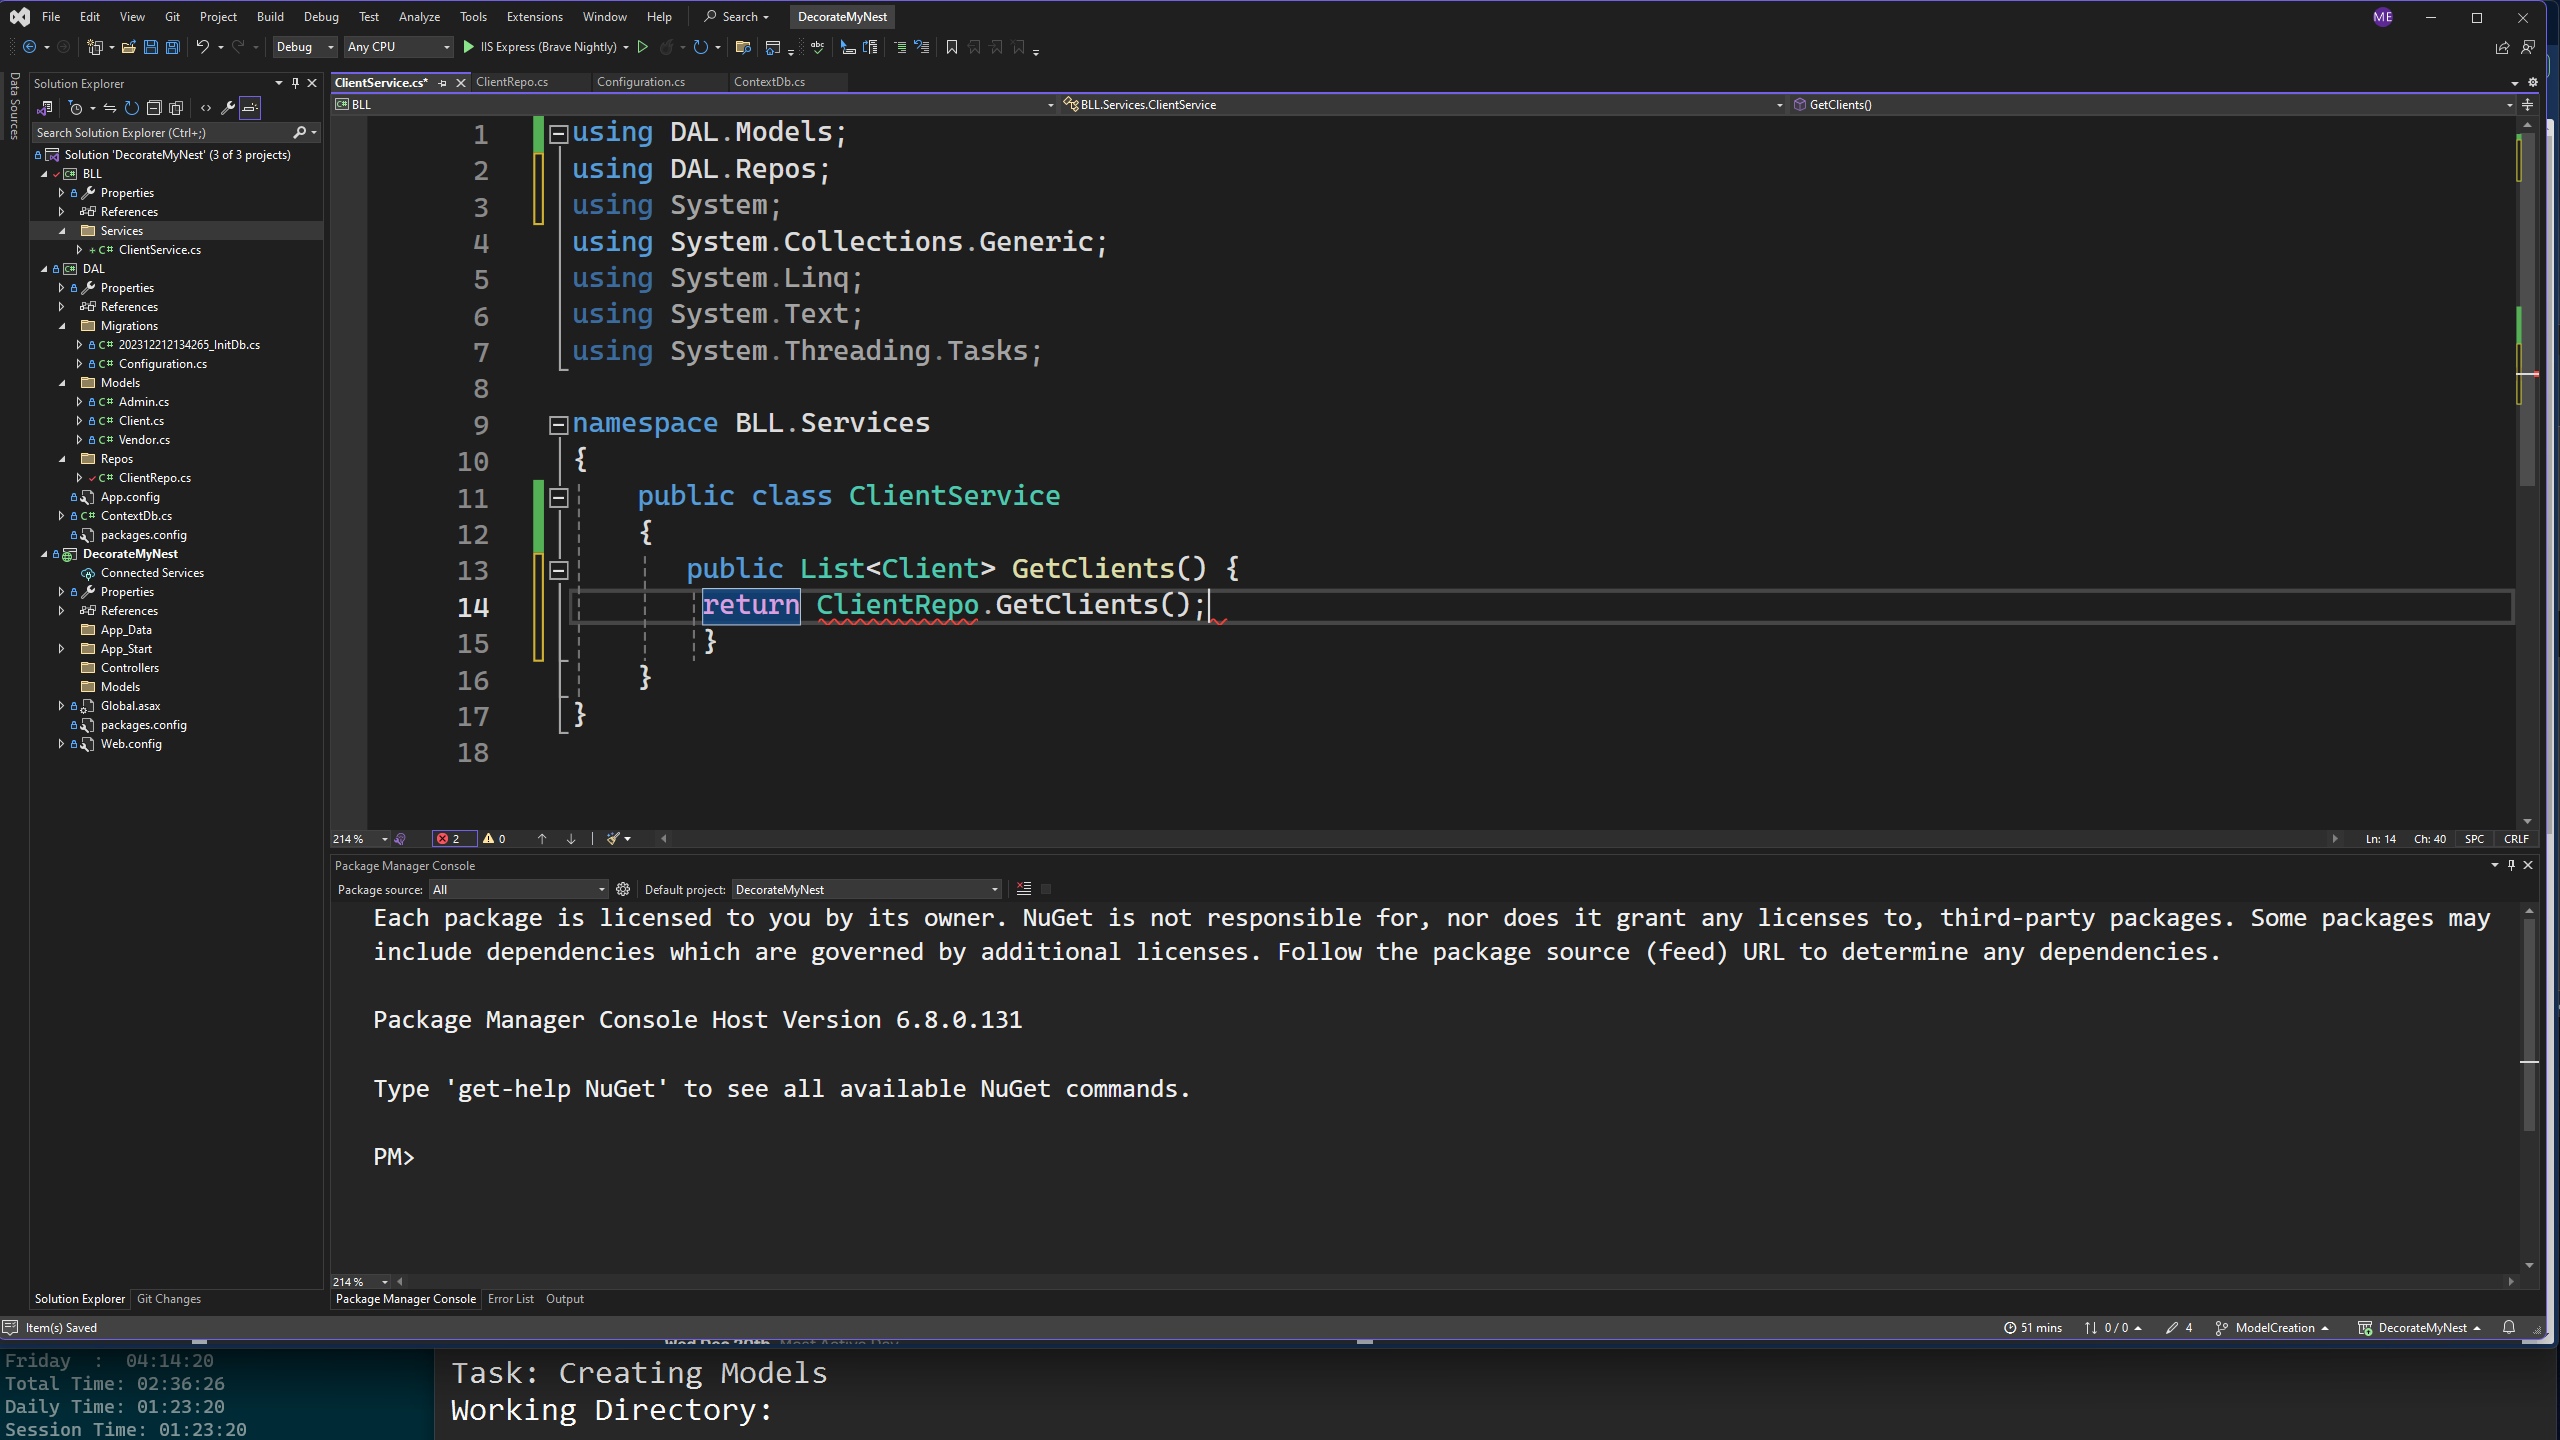 File Edit View Git Project Build Debug Test Analyze Tools Extensions Window Help Search DecorateMyNest ME
Debug Any CPU IIS Express (Brave Nightly)
Data Sources
Solution Explorer
Search Solution Explorer (Ctrl+;)
Solution 'DecorateMyNest' (3 of 3 projects)
BLL
Properties
References
Services
ClientService.cs
DAL
Properties
References
Migrations
202312212134265_InitDb.cs
Configuration.cs
Models
Admin.cs
Client.cs
Vendor.cs
Repos
ClientRepo.cs
App.config
ContextDb.cs
packages.config
DecorateMyNest
Connected Services
Properties
References
App_Data
App_Start
Controllers
Models
Global.asax
packages.config
Web.config
Solution Explorer Git Changes
ClientService.cs* ClientRepo.cs Configuration.cs ContextDb.cs
BLL BLL.Services.ClientService GetClients()
1 using DAL.Models;
2 using DAL.Repos;
3 using System;
4 using System.Collections.Generic;
5 using System.Linq;
6 using System.Text;
7 using System.Threading.Tasks;
8
9 namespace BLL.Services
10 {
11 public class ClientService
12 {
13 public List<Client> GetClients() {
14 return ClientRepo.GetClients();
15 }
16 }
17 }
18
214 % 2 0 Ln: 14 Ch: 40 SPC CRLF
Package Manager Console
Package source: All Default project: DecorateMyNest
Each package is licensed to you by its owner. NuGet is not responsible for, nor does it grant any licenses to, third-party packages. Some packages may
include dependencies which are governed by additional licenses. Follow the package source (feed) URL to determine any dependencies.
Package Manager Console Host Version 6.8.0.131
Type 'get-help NuGet' to see all available NuGet commands.
PM>
214 %
Package Manager Console Error List Output
Item(s) Saved 51 mins 0 / 0 4 ModelCreation DecorateMyNest
Wed Dec 20th Most Active Day
Friday : 04:14:20
Total Time: 02:36:26
Daily Time: 01:23:20
Session Time: 01:23:20
Task: Creating Models
Working Directory: